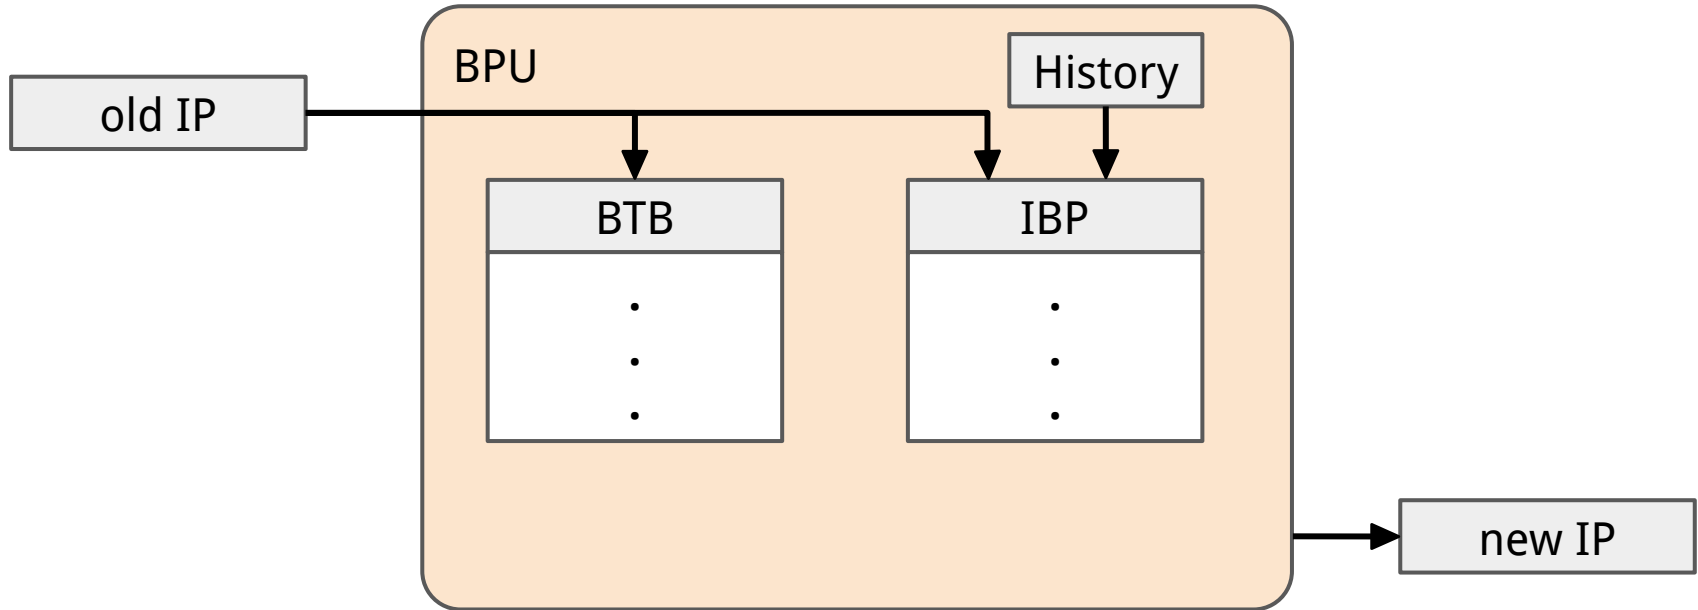 BPU
History
old IP
BTB
IBP
new IP